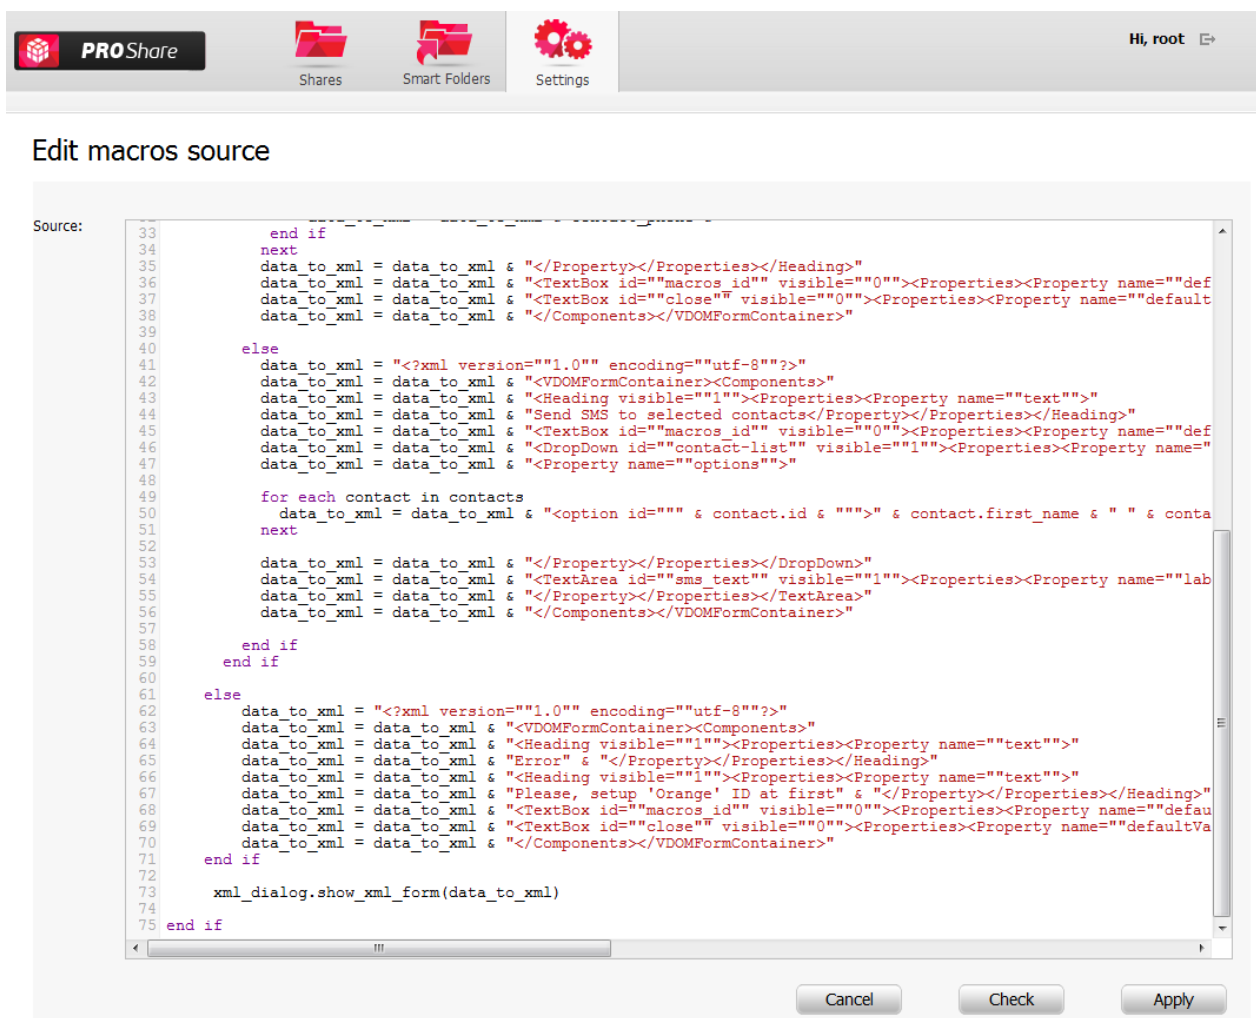 PROShare
Shares
Smart Folders
Settings
Hi, root
Edit macros source
Source:
33 end if
34 next
35 data_to_xml = data_to_xml & "</Property></Properties></Heading>"
36 data_to_xml = data_to_xml & "<TextBox id=""macros_id"" visible=""0""><Properties><Property name=""def
37 data_to_xml = data_to_xml & "<TextBox id=""close"" visible=""0""><Properties><Property name=""default
38 data_to_xml = data_to_xml & "</Components></VDOMFormContainer>"
39
40 else
41 data_to_xml = "<?xml version=""1.0"" encoding=""utf-8""?>"
42 data_to_xml = data_to_xml & "<VDOMFormContainer><Components>"
43 data_to_xml = data_to_xml & "<Heading visible=""1""><Properties><Property name=""text"">"
44 data_to_xml = data_to_xml & "Send SMS to selected contacts</Property></Properties></Heading>"
45 data_to_xml = data_to_xml & "<TextBox id=""macros_id"" visible=""0""><Properties><Property name=""def
46 data_to_xml = data_to_xml & "<DropDown id=""contact-list"" visible=""1""><Properties><Property name="
47 data_to_xml = data_to_xml & "<Property name=""options"">"
48
49 for each contact in contacts
50 data_to_xml = data_to_xml & "<option id=""" & contact.id & """>" & contact.first_name & " " & conta
51 next
52
53 data_to_xml = data_to_xml & "</Property></Properties></DropDown>"
54 data_to_xml = data_to_xml & "<TextArea id=""sms_text"" visible=""1""><Properties><Property name=""lab
55 data_to_xml = data_to_xml & "</Property></Properties></TextArea>"
56 data_to_xml = data_to_xml & "</Components></VDOMFormContainer>"
57
58 end if
59 end if
60
61 else
62 data_to_xml = "<?xml version=""1.0"" encoding=""utf-8""?>"
63 data_to_xml = data_to_xml & "<VDOMFormContainer><Components>"
64 data_to_xml = data_to_xml & "<Heading visible=""1""><Properties><Property name=""text"">"
65 data_to_xml = data_to_xml & "Error" & "</Property></Properties></Heading>"
66 data_to_xml = data_to_xml & "<Heading visible=""1""><Properties><Property name=""text"">"
67 data_to_xml = data_to_xml & "Please, setup 'Orange' ID at first" & "</Property></Properties></Heading>"
68 data_to_xml = data_to_xml & "<TextBox id=""macros_id"" visible=""0""><Properties><Property name=""defau
69 data_to_xml = data_to_xml & "<TextBox id=""close"" visible=""0""><Properties><Property name=""defaultVa
70 data_to_xml = data_to_xml & "</Components></VDOMFormContainer>"
71 end if
72
73 xml_dialog.show_xml_form(data_to_xml)
74
75 end if
Cancel
Check
Apply